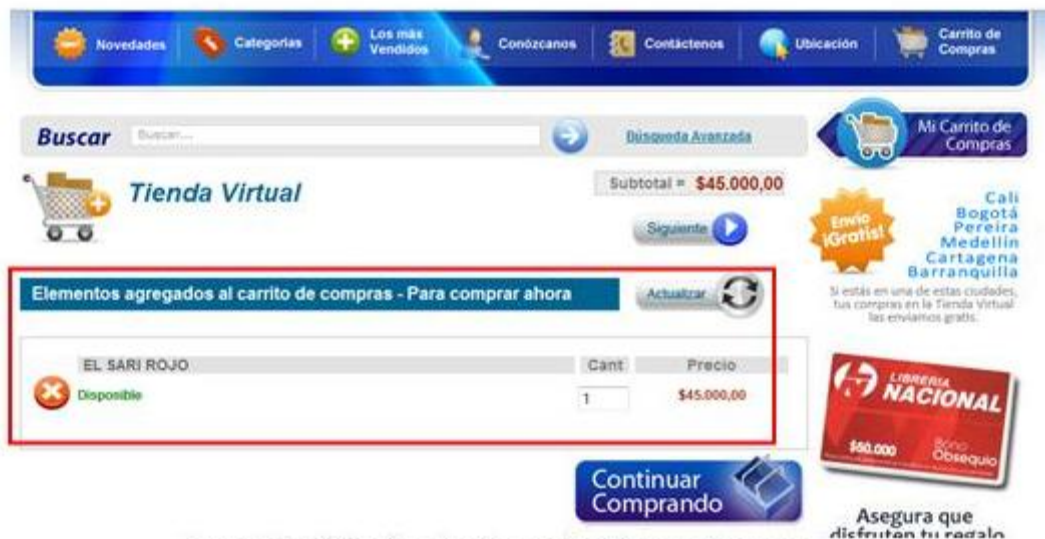 Novedades
Categorías
Los más
Vendidos
Conózcanos
Contáctenos
Ubicación
Carrito de
Compras
Buscar
Buscar...
Búsqueda Avanzada
Mi Carrito de
Compras
Tienda Virtual
Subtotal = $45.000,00
Siguiente
Envío
¡Gratis!
Cali
Bogotá
Pereira
Medellín
Cartagena
Barranquilla
Si estás en una de estas ciudades,
tus compras en la Tienda Virtual
las enviamos gratis.
Elementos agregados al carrito de compras - Para comprar ahora
Actualizar
EL SARI ROJO Cant Precio
Disponible 1 $45.000,00
LIBRERÍA
NACIONAL
$50.000
Bono
Obsequio
Continuar
Comprando
Asegura que
disfruten tu regalo